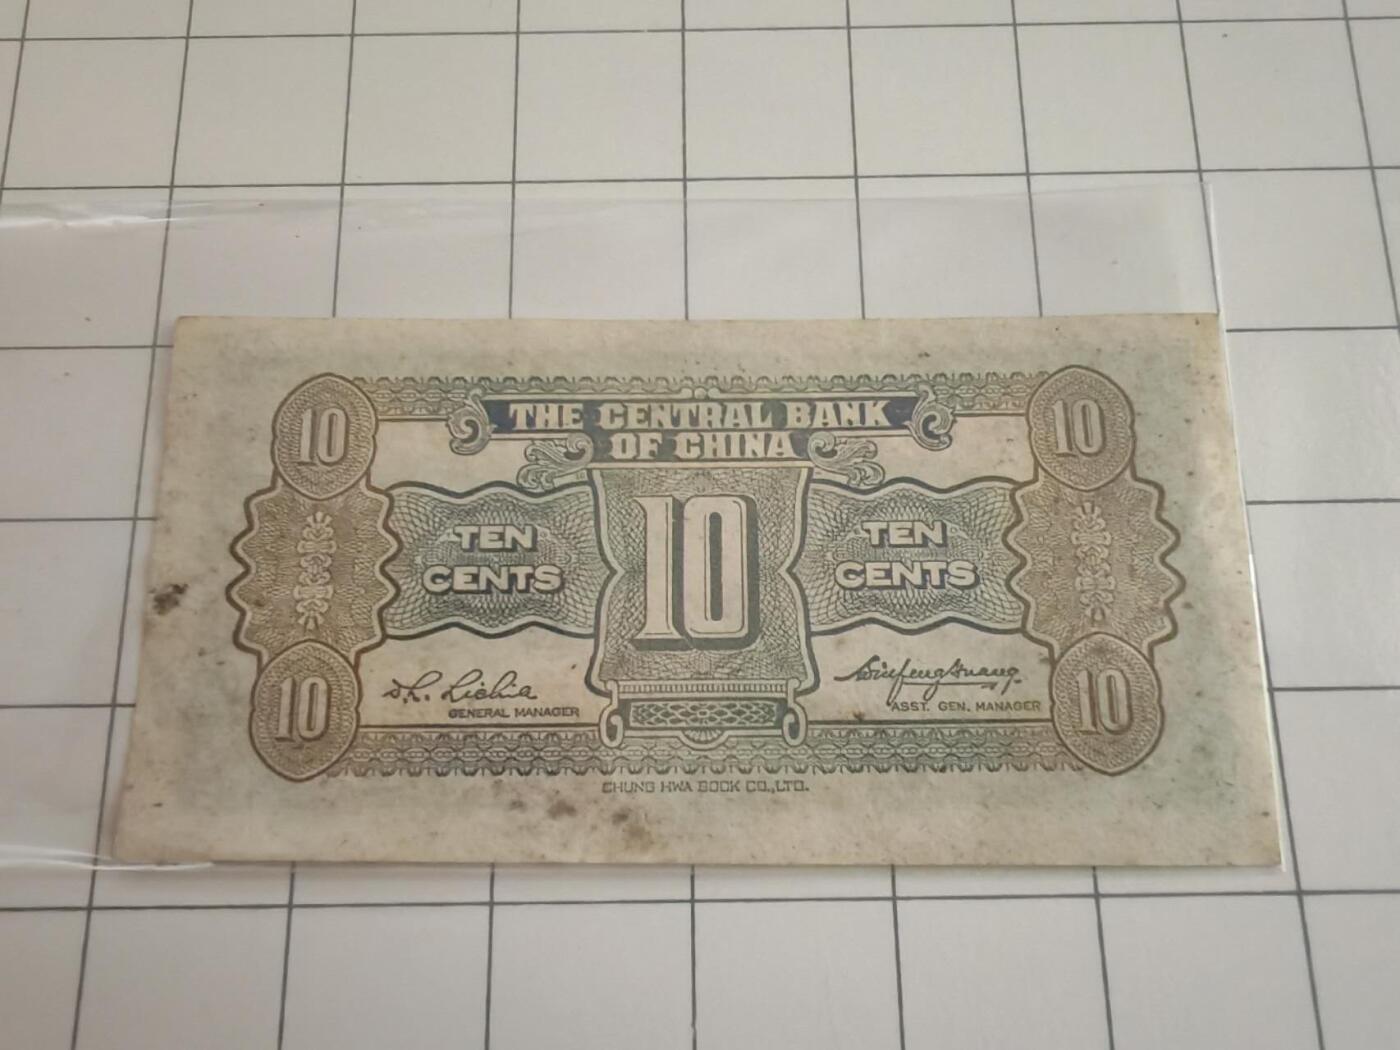 THE CENTRAL BANK
OF CHINA
10
10
TEN
CENTS
10
TEN
CENTS
GENERAL MANAGER
ASST. GEN. MANAGER
10
10
CHUNG HWA BOOK CO., LTD.